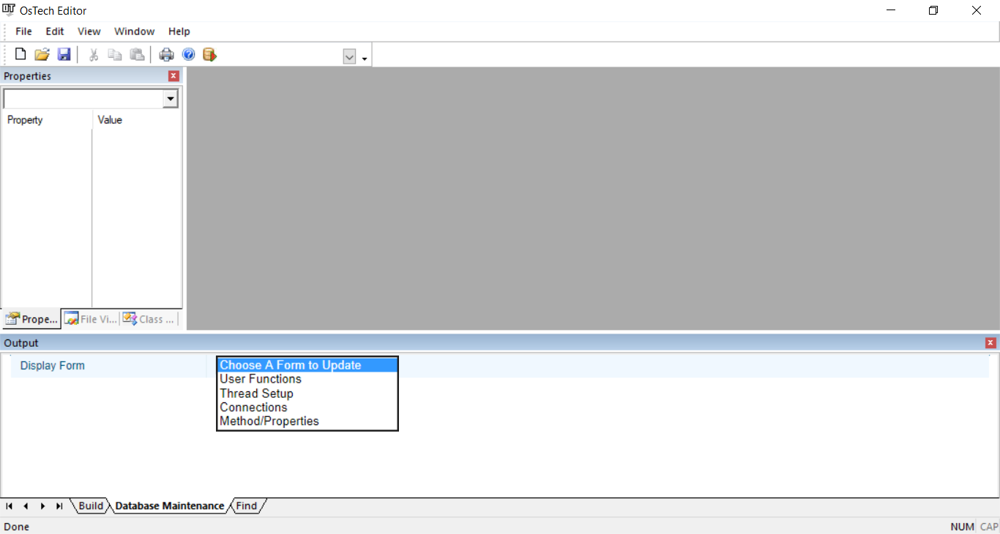 OsTech Editor
File Edit View Window Help
Properties
Property Value
Prope... File Vi... Class ...
Output
Display Form
Choose A Form to Update
User Functions
Thread Setup
Connections
Method/Properties
Build Database Maintenance Find
Done NUM CAP